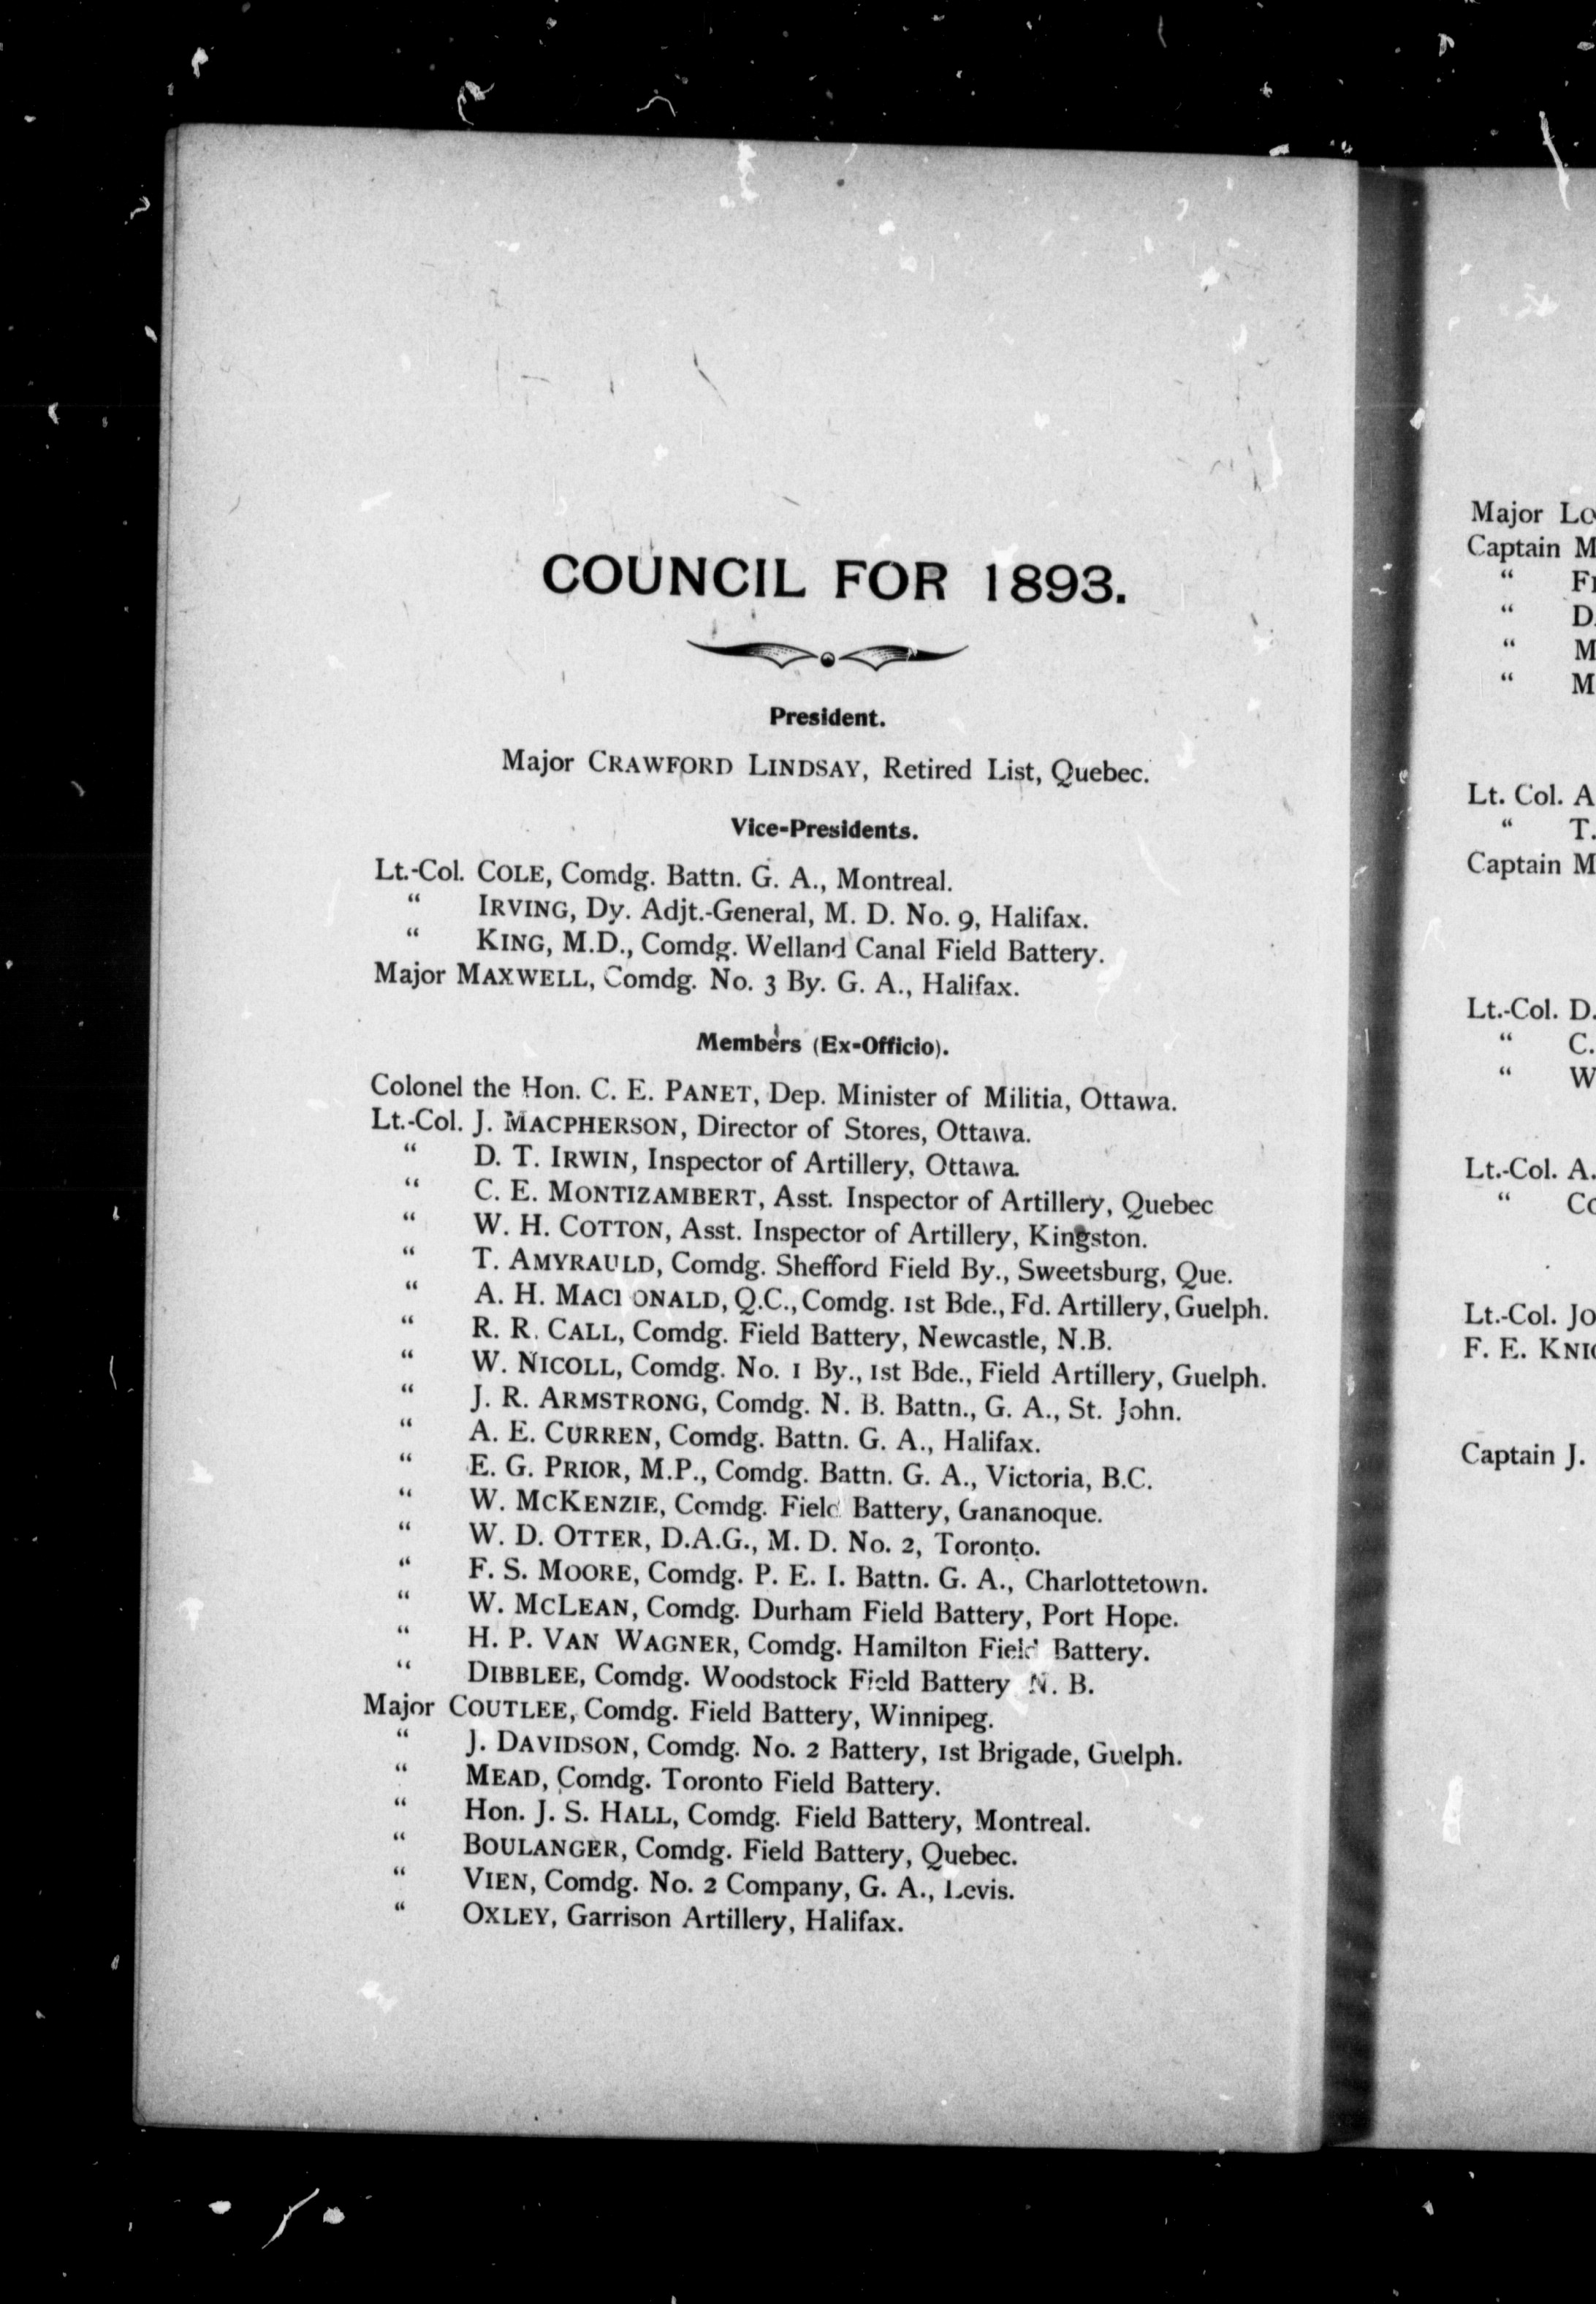 COUNCIL FOR 1893.
President.
Major CRAWFORD LINDSAY, Retired List, Quebec.
Vice-Presidents.
Lt.-Col. COLE, Comdg. Battn. G. A., Montreal.
“ IRVING, Dy. Adjt.-General, M. D. No. 9, Halifax.
“ KING, M.D., Comdg. Welland Canal Field Battery.
Major MAXWELL, Comdg. No. 3 By. G. A., Halifax.
Members (Ex-Officio).
Colonel the Hon. C. E. PANET, Dep. Minister of Militia, Ottawa.
Lt.-Col. J. MACPHERSON, Director of Stores, Ottawa.
“ D. T. IRWIN, Inspector of Artillery, Ottawa.
“ C. E. MONTIZAMBERT, Asst. Inspector of Artillery, Quebec
“ W. H. COTTON, Asst. Inspector of Artillery, Kingston.
“ T. AMYRAULD, Comdg. Shefford Field By., Sweetsburg, Que.
“ A. H. MACDONALD, Q.C., Comdg. 1st Bde., Fd. Artillery, Guelph.
“ R. R. CALL, Comdg. Field Battery, Newcastle, N.B.
“ W. NICOLL, Comdg. No. 1 By., 1st Bde., Field Artillery, Guelph.
“ J. R. ARMSTRONG, Comdg. N. B. Battn., G. A., St. John.
“ A. E. CURREN, Comdg. Battn. G. A., Halifax.
“ E. G. PRIOR, M.P., Comdg. Battn. G. A., Victoria, B.C.
“ W. MCKENZIE, Comdg. Field Battery, Gananoque.
“ W. D. OTTER, D.A.G., M. D. No. 2, Toronto.
“ F. S. MOORE, Comdg. P. E. I. Battn. G. A., Charlottetown.
“ W. MCLEAN, Comdg. Durham Field Battery, Port Hope.
“ H. P. VAN WAGNER, Comdg. Hamilton Field Battery.
“ DIBBLEE, Comdg. Woodstock Field Battery N. B.
Major COUTLEE, Comdg. Field Battery, Winnipeg.
“ J. DAVIDSON, Comdg. No. 2 Battery, 1st Brigade, Guelph.
“ MEAD, Comdg. Toronto Field Battery.
“ Hon. J. S. HALL, Comdg. Field Battery, Montreal.
“ BOULANGER, Comdg. Field Battery, Quebec.
“ VIEN, Comdg. No. 2 Company, G. A., Levis.
“ OXLEY, Garrison Artillery, Halifax.
Major
Captain M
“
“ D.
“ M
“ M
Lt. Col. A
“ T.
Captain M
Lt.-Col. D.
“ C.
“ W
Lt.-Col. A.
“
Lt.-Col.
F. E.
Captain J.